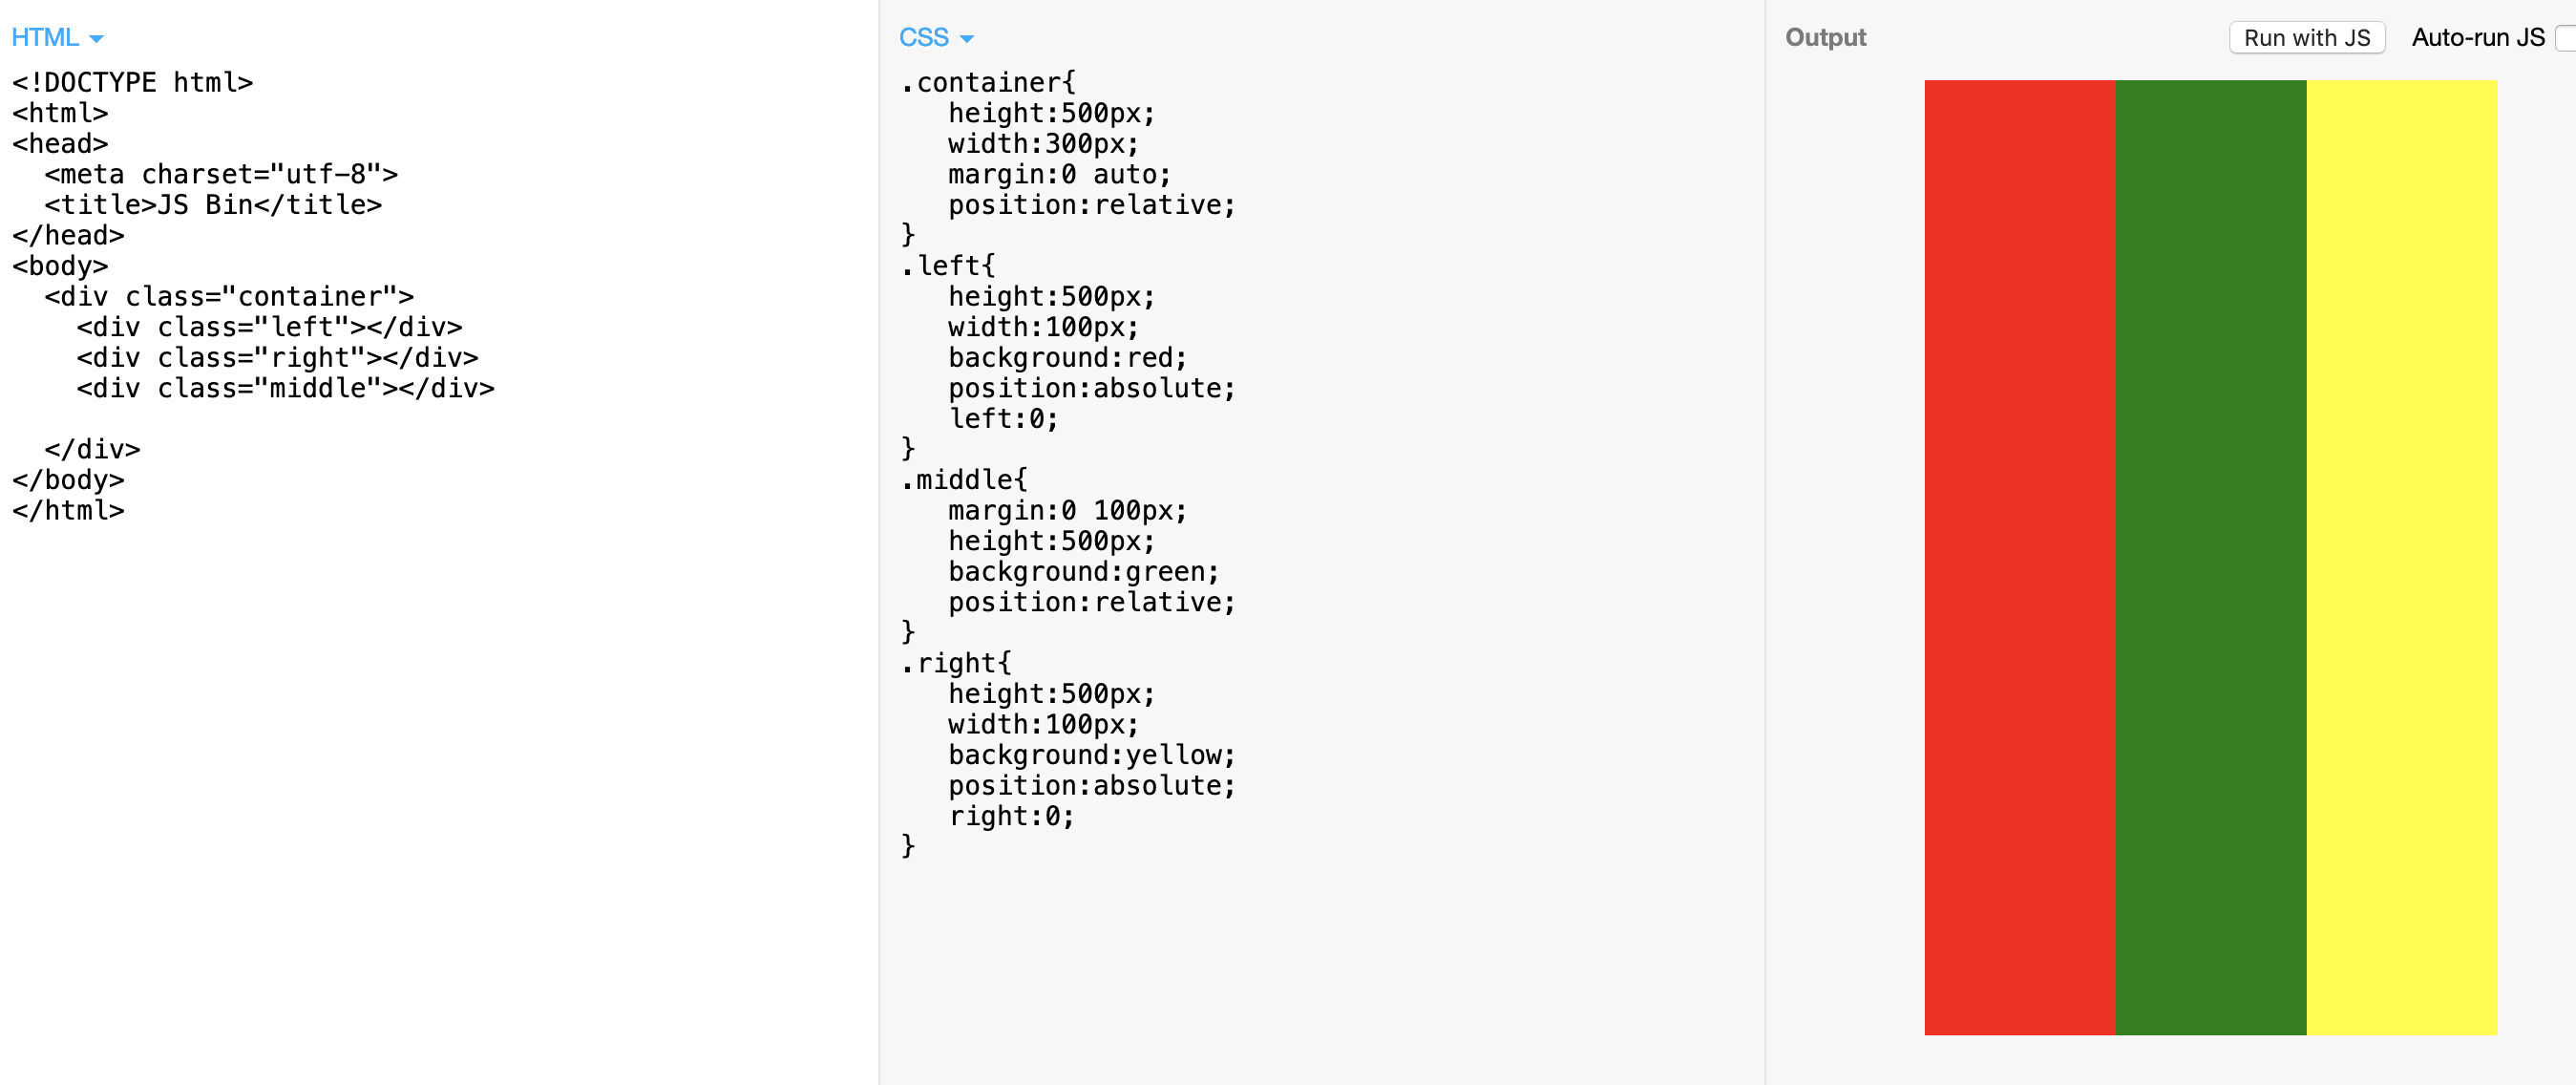 HTML
<!DOCTYPE html>
<html>
<head>
  <meta charset="utf-8">
  <title>JS Bin</title>
</head>
<body>
  <div class="container">
    <div class="left"></div>
    <div class="right"></div>
    <div class="middle"></div>

  </div>
</body>
</html>
CSS
.container{
   height:500px;
   width:300px;
   margin:0 auto;
   position:relative;
}
.left{
   height:500px;
   width:100px;
   background:red;
   position:absolute;
   left:0;
}
.middle{
   margin:0 100px;
   height:500px;
   background:green;
   position:relative;
}
.right{
   height:500px;
   width:100px;
   background:yellow;
   position:absolute;
   right:0;
}
Output
Run with JS
Auto-run JS